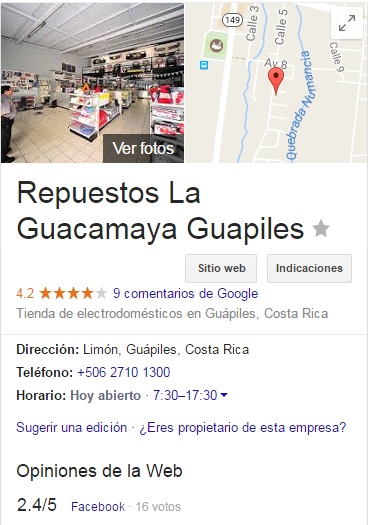 149
Calle 3
Calle 5
Av 8
Calle 9
Quebrada Numancia
Ver fotos
Repuestos La
Guacamaya Guapiles
Sitio web
Indicaciones
4.2 9 comentarios de Google
Tienda de electrodomésticos en Guápiles, Costa Rica
Dirección: Limón, Guápiles, Costa Rica
Teléfono: +506 2710 1300
Horario: Hoy abierto · 7:30–17:30
Sugerir una edición · ¿Eres propietario de esta empresa?
Opiniones de la Web
2.4/5 Facebook · 16 votos